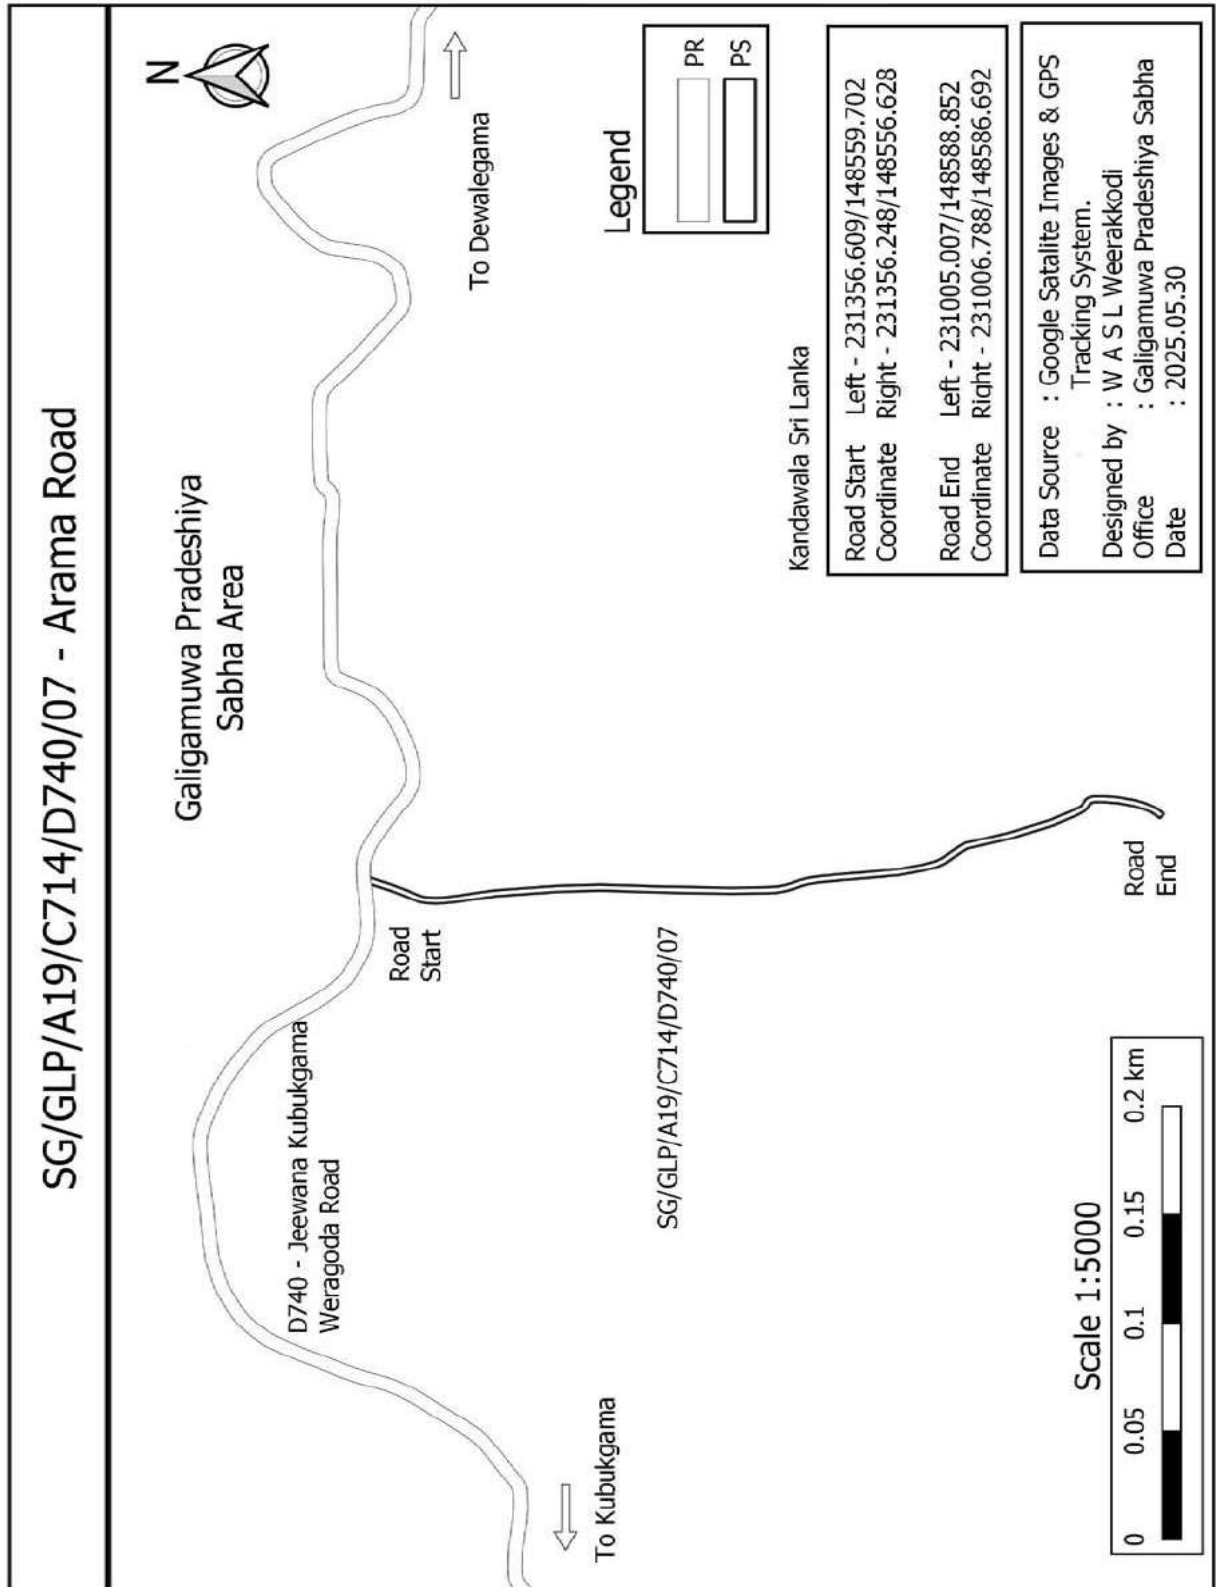 SG/GLP/A19/C714/D740/07 - Arama Road
N
Galigamuwa Pradeshiya
Sabha Area
D740 - Jeewana Kubukgama
Weragoda Road
Road
Start
To Dewalegama
To Kubukgama
SG/GLP/A19/C714/D740/07
Road
End
Legend
PR
PS
Kandawala Sri Lanka
Road Start Left - 231356.609/148559.702
Coordinate Right - 231356.248/148556.628
Road End Left - 231005.007/148588.852
Coordinate Right - 231006.788/148586.692
Data Source : Google Satalite Images & GPS
Tracking System.
Designed by : W A S L Weerakkodi
Office : Galigamuwa Pradeshiya Sabha
Date : 2025.05.30
Scale 1:5000
0 0.05 0.1 0.15 0.2 km